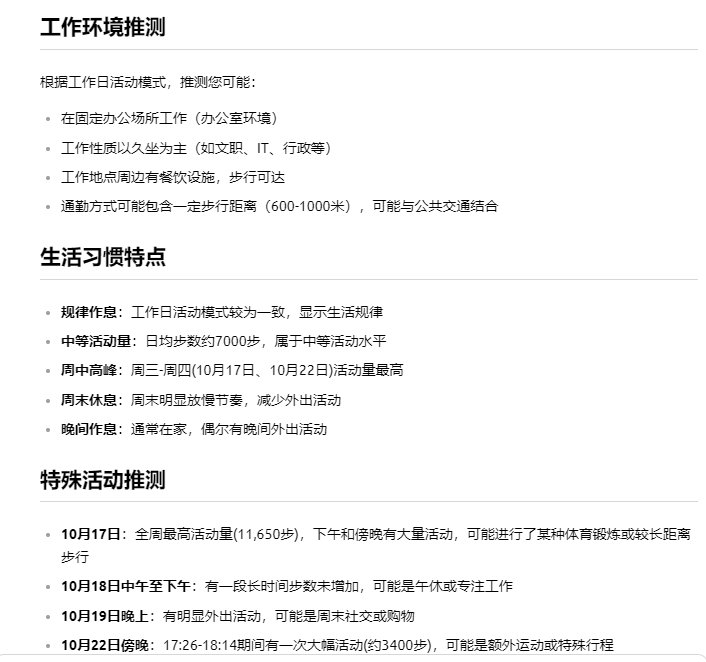 工作环境推测
根据工作日活动模式，推测您可能：
在固定办公场所工作（办公室环境）
工作性质以久坐为主（如文职、IT、行政等）
工作地点周边有餐饮设施，步行可达
通勤方式可能包含一定步行距离（600-1000米），可能与公共交通结合
生活习惯特点
规律作息：工作日活动模式较为一致，显示生活规律
中等活动量：日均步数约7000步，属于中等活动水平
周中高峰：周三-周四(10月17日、10月22日)活动量最高
周末休息：周末明显放慢节奏，减少外出活动
晚间作息：通常在家，偶尔有晚间外出活动
特殊活动推测
10月17日：全周最高活动量(11,650步)，下午和傍晚有大量活动，可能进行了某种体育锻炼或较长距离
步行
10月18日中午至下午：有一段长时间步数未增加，可能是午休或专注工作
10月19日晚上：有明显外出活动，可能是周末社交或购物
10月22日傍晚：17:26-18:14期间有一次大幅活动(约3400步)，可能是额外运动或特殊行程